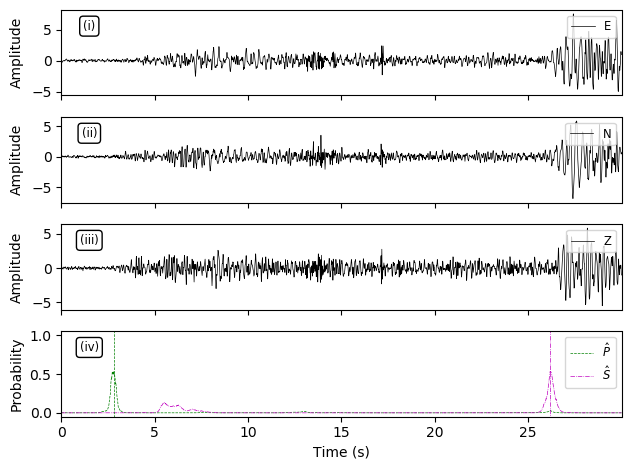 (i)
E
Amplitude
5
0
−5
(ii)
N
Amplitude
5
0
−5
(iii)
Z
Amplitude
5
0
−5
(iv)
P̂
Ŝ
Probability
1.0
0.5
0.0
0 5 10 15 20 25
Time (s)